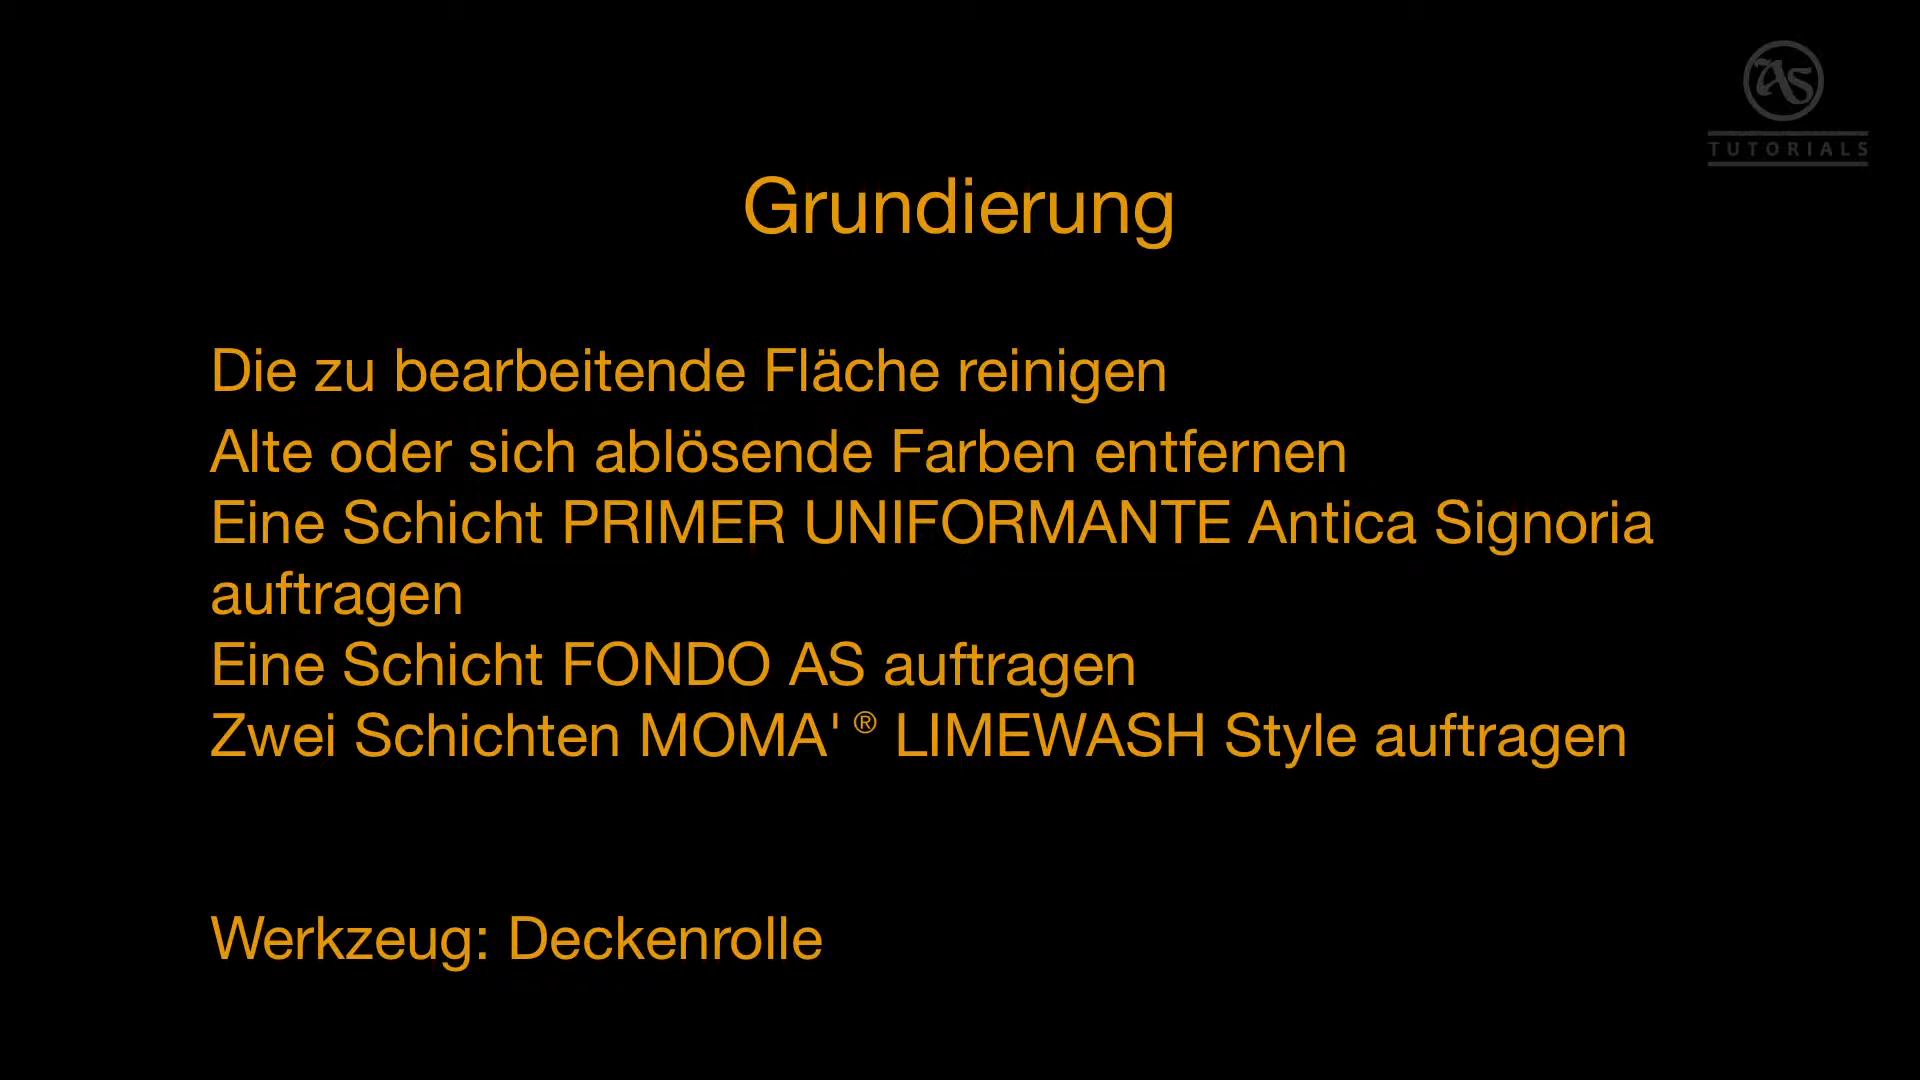 AS
TUTORIALS
Grundierung
Die zu bearbeitende Fläche reinigen
Alte oder sich ablösende Farben entfernen
Eine Schicht PRIMER UNIFORMANTE Antica Signoria
auftragen
Eine Schicht FONDO AS auftragen
Zwei Schichten MOMA' ® LIMEWASH Style auftragen
Werkzeug: Deckenrolle